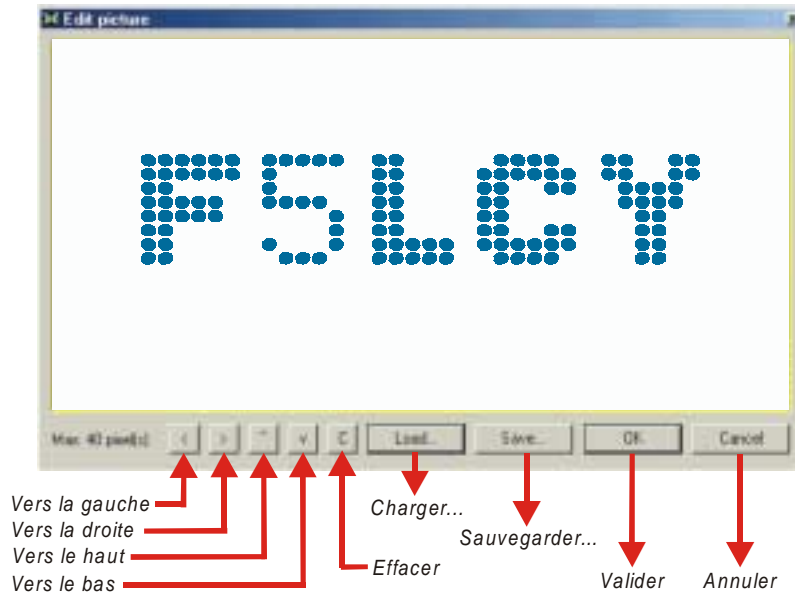 Edit picture
F5LCY
Max: 40 pixel(s) < > ^ v C Load... Save... OK Cancel
Vers la gauche
Vers la droite
Vers le haut
Vers le bas
Effacer
Charger...
Sauvegarder...
Valider
Annuler